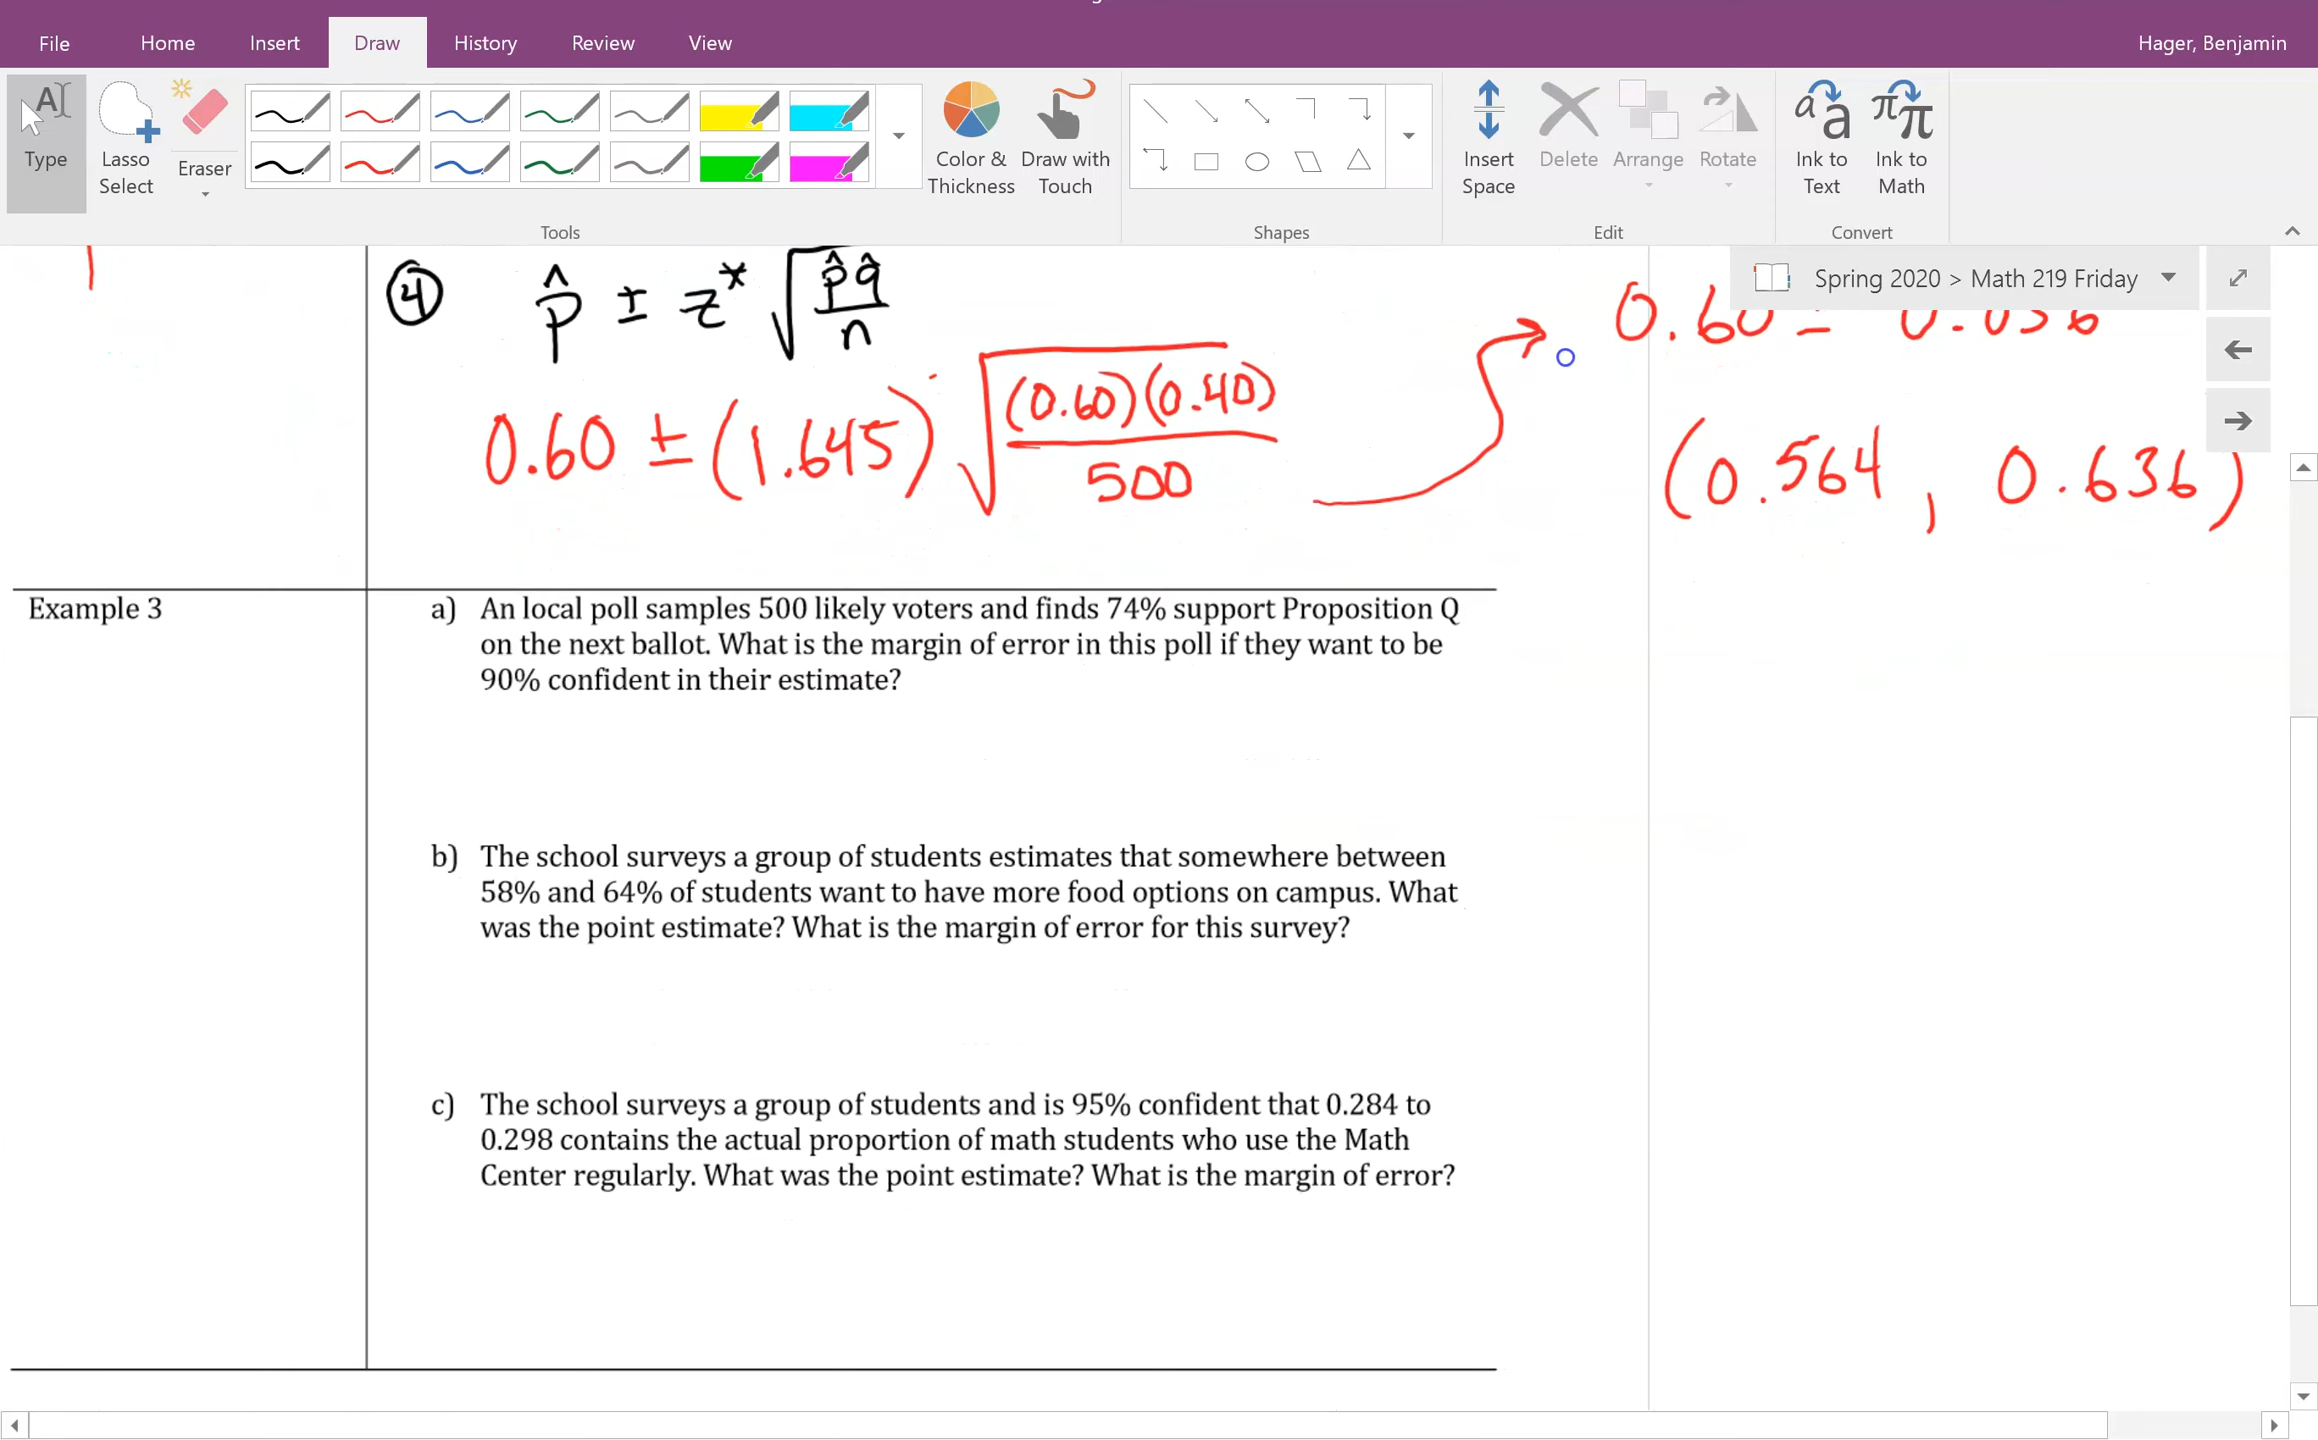 File Home Insert Draw History Review View Hager, Benjamin
Type
Lasso Select
Eraser
Color & Thickness
Draw with Touch
Insert Space
Delete
Arrange
Rotate
Ink to Text
Ink to Math
Tools Shapes Edit Convert
Spring 2020 > Math 219 Friday
④ p̂ ± z* √(p̂q̂/n)
0.60 ± 0.036
0.60 ± (1.645) √((0.60)(0.40)/500)
(0.564, 0.636)
Example 3
a) An local poll samples 500 likely voters and finds 74% support Proposition Q
on the next ballot. What is the margin of error in this poll if they want to be
90% confident in their estimate?
b) The school surveys a group of students estimates that somewhere between
58% and 64% of students want to have more food options on campus. What
was the point estimate? What is the margin of error for this survey?
c) The school surveys a group of students and is 95% confident that 0.284 to
0.298 contains the actual proportion of math students who use the Math
Center regularly. What was the point estimate? What is the margin of error?